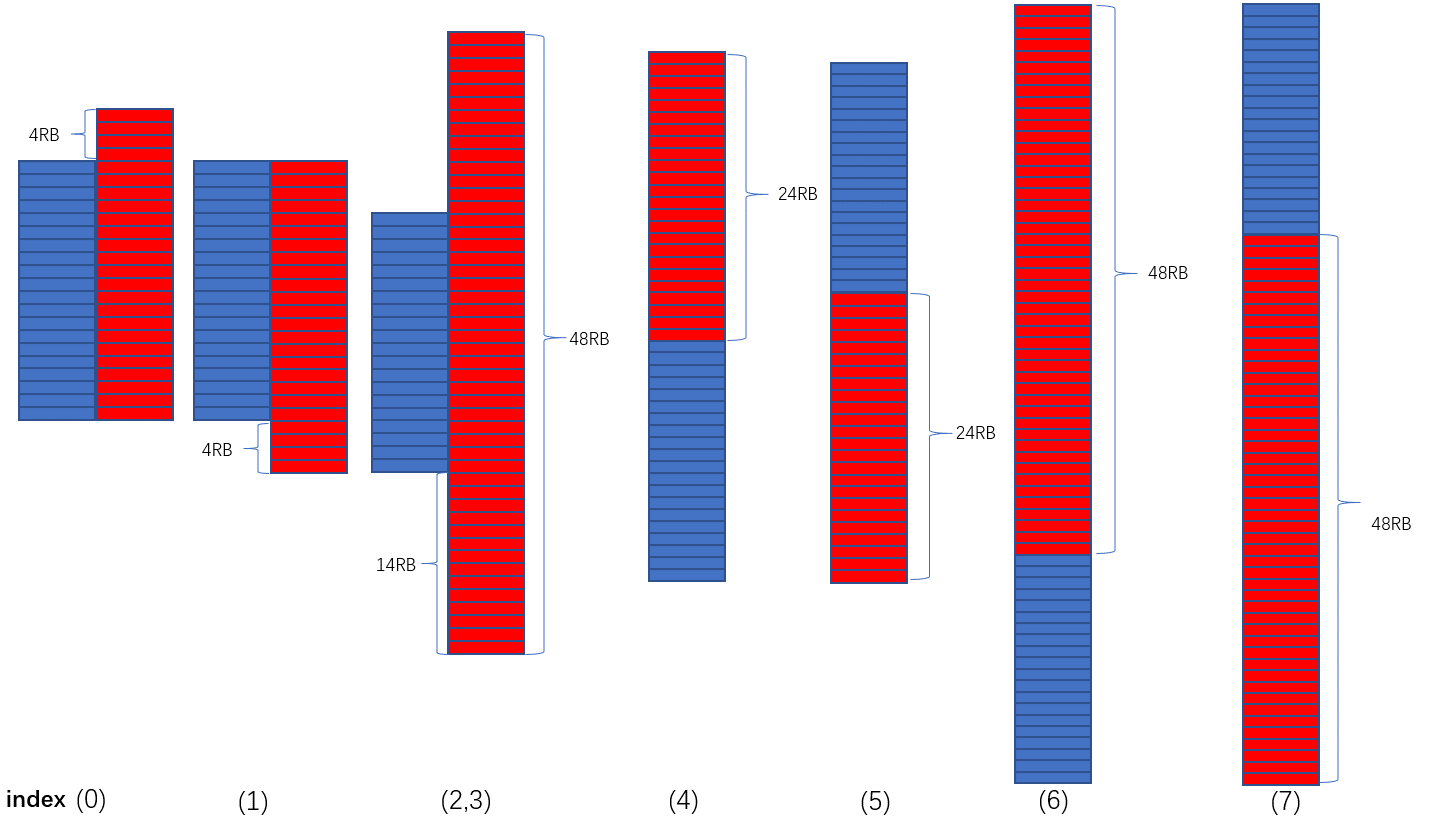 4RB
4RB
14RB
48RB
24RB
24RB
48RB
48RB
index (0)
(1)
(2,3)
(4)
(5)
(6)
(7)